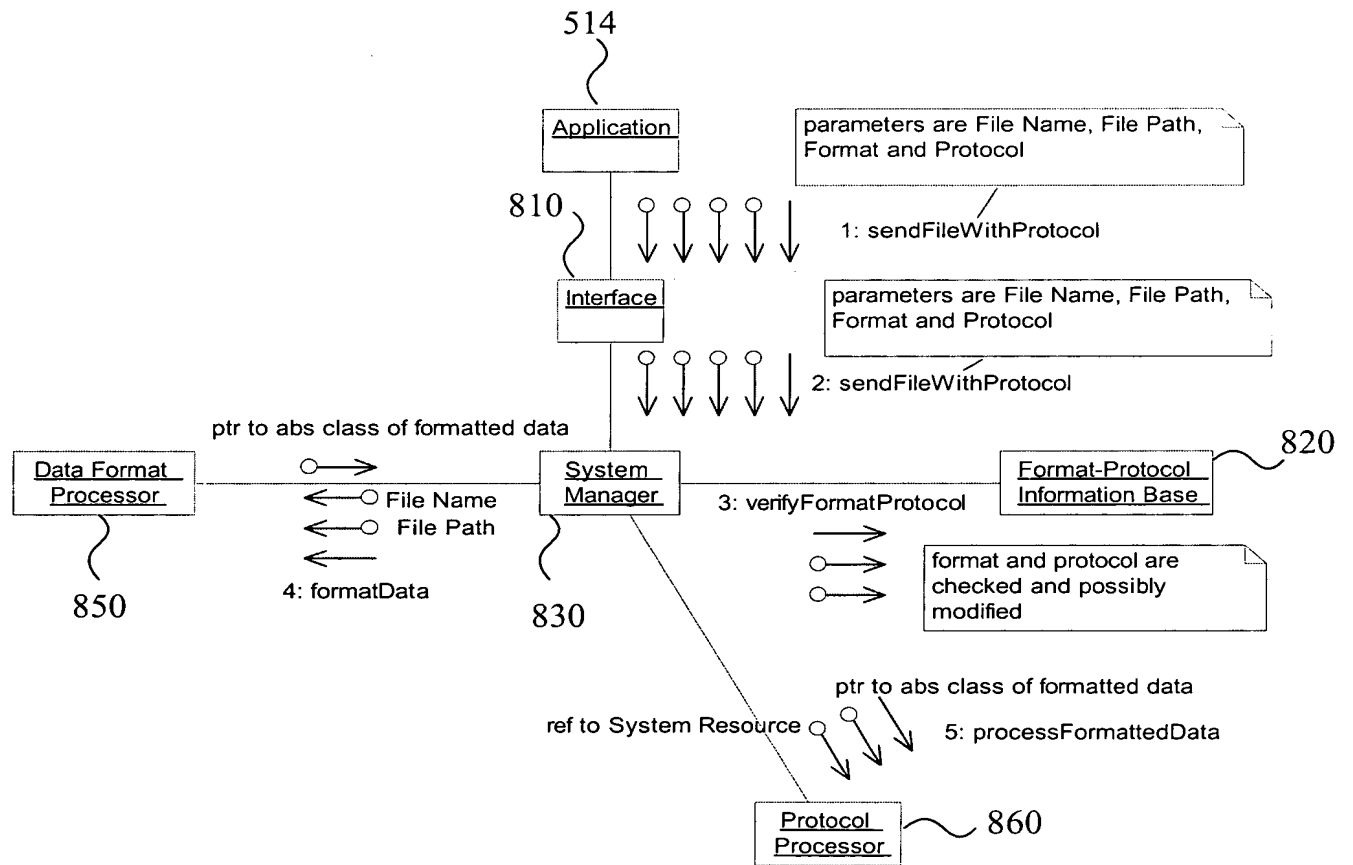 514
Application
parameters are File Name, File Path,
Format and Protocol
810
1: sendFileWithProtocol
Interface
parameters are File Name, File Path,
Format and Protocol
2: sendFileWithProtocol
ptr to abs class of formatted data
820
Data Format
Processor
System
Manager
Format-Protocol
Information Base
File Name
File Path
3: verifyFormatProtocol
4: formatData
format and protocol are
checked and possibly
modified
850
830
ptr to abs class of formatted data
ref to System Resource
5: processFormattedData
Protocol
Processor
860